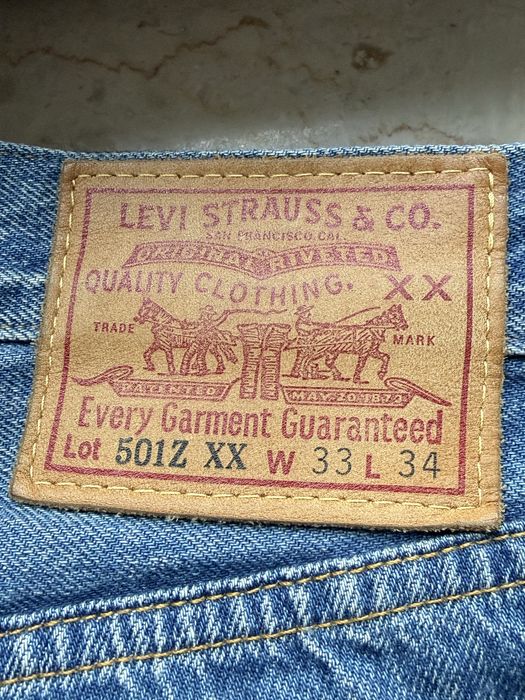 LEVI STRAUSS & CO.
SAN FRANCISCO CAL.
ORIGINAL RIVETED
QUALITY CLOTHING. XX
TRADE MARK
PATENTED MAY 20 1873
Every Garment Guaranteed
Lot 501Z XX W 33 L 34